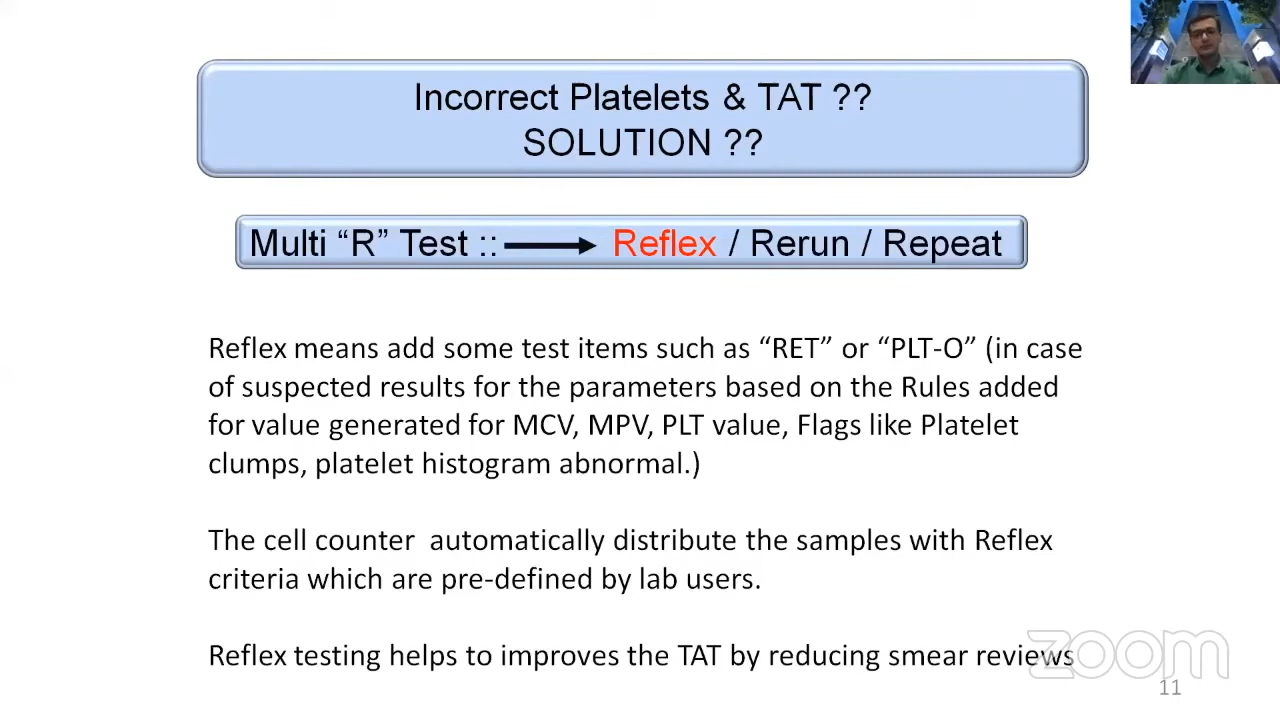 Incorrect Platelets & TAT ??
SOLUTION ??
Multi “R” Test :: Reflex / Rerun / Repeat
Reflex means add some test items such as “RET” or “PLT-O” (in case
of suspected results for the parameters based on the Rules added
for value generated for MCV, MPV, PLT value, Flags like Platelet
clumps, platelet histogram abnormal.)
The cell counter automatically distribute the samples with Reflex
criteria which are pre-defined by lab users.
Reflex testing helps to improves the TAT by reducing smear reviews
zoom
11